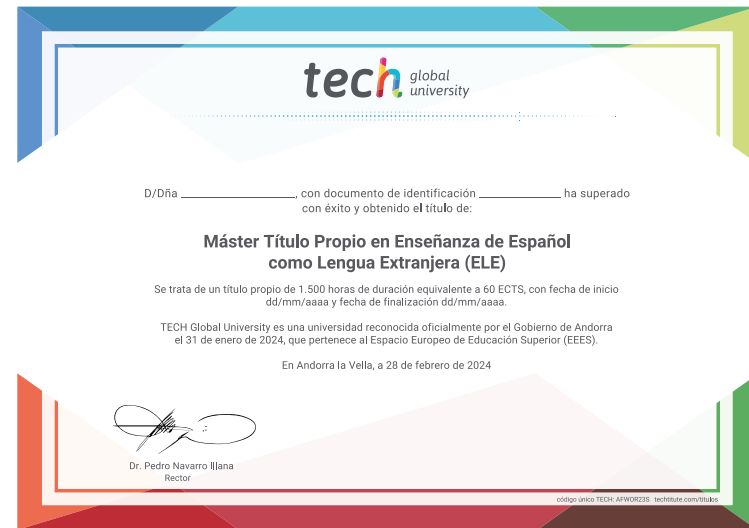 tech global university
D/Dña ____________________, con documento de identificación ______________ ha superado
con éxito y obtenido el título de:
Máster Título Propio en Enseñanza de Español
como Lengua Extranjera (ELE)
Se trata de un título propio de 1.500 horas de duración equivalente a 60 ECTS, con fecha de inicio
dd/mm/aaaa y fecha de finalización dd/mm/aaaa.
TECH Global University es una universidad reconocida oficialmente por el Gobierno de Andorra
el 31 de enero de 2024, que pertenece al Espacio Europeo de Educación Superior (EEES).
En Andorra la Vella, a 28 de febrero de 2024
Dr. Pedro Navarro Illana
Rector
código único TECH: AFWOR23S techtitute.com/titulos